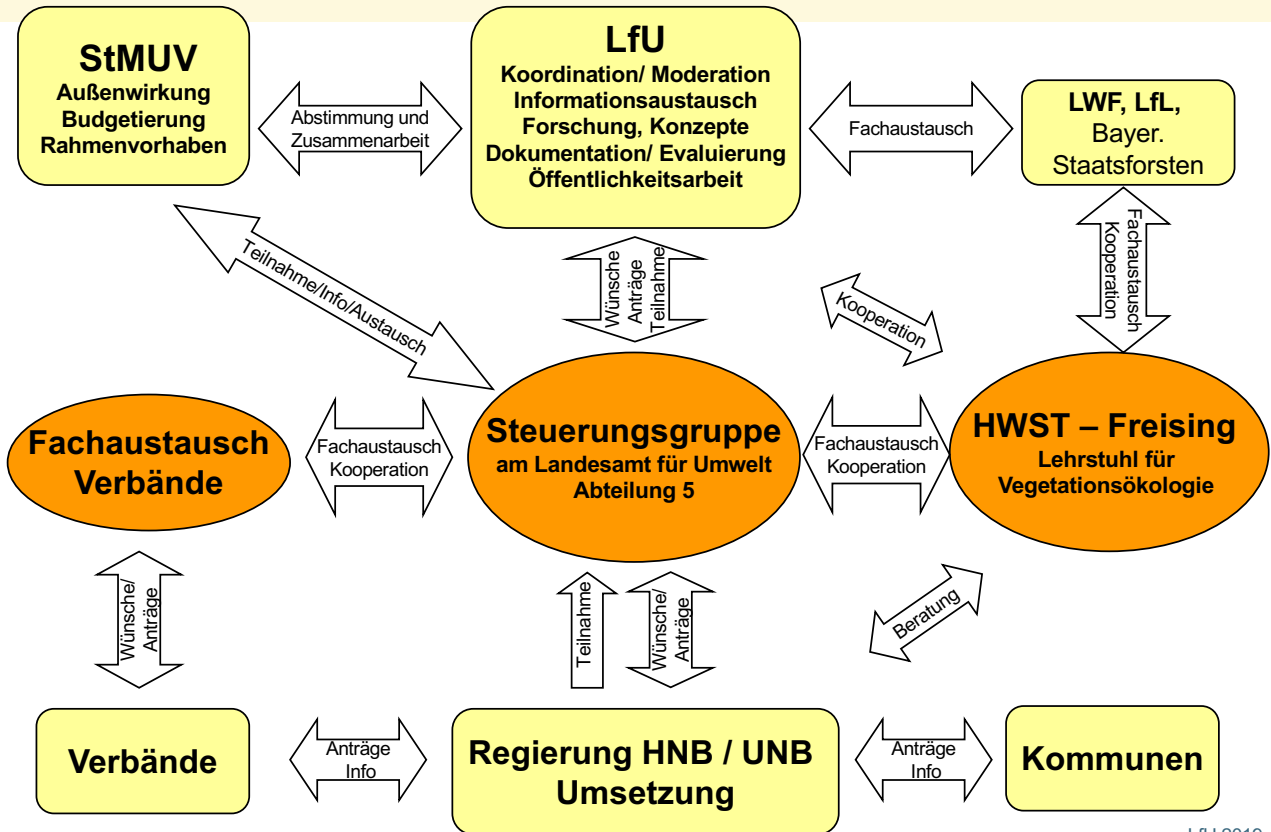 StMUV
Außenwirkung
Budgetierung
Rahmenvorhaben
Abstimmung und
Zusammenarbeit
LfU
Koordination/ Moderation
Informationsaustausch
Forschung, Konzepte
Dokumentation/ Evaluierung
Öffentlichkeitsarbeit
Fachaustausch
LWF, LfL,
Bayer.
Staatsforsten
Teilnahme/Info/Austausch
Wünsche
Anträge
Teilnahme
Kooperation
Fachaustausch
Kooperation
Fachaustausch
Verbände
Fachaustausch
Kooperation
Steuerungsgruppe
am Landesamt für Umwelt
Abteilung 5
Fachaustausch
Kooperation
HWST – Freising
Lehrstuhl für
Vegetationsökologie
Wünsche/
Anträge
Teilnahme
Wünsche/
Anträge
Beratung
Verbände
Anträge
Info
Regierung HNB / UNB
Umsetzung
Anträge
Info
Kommunen